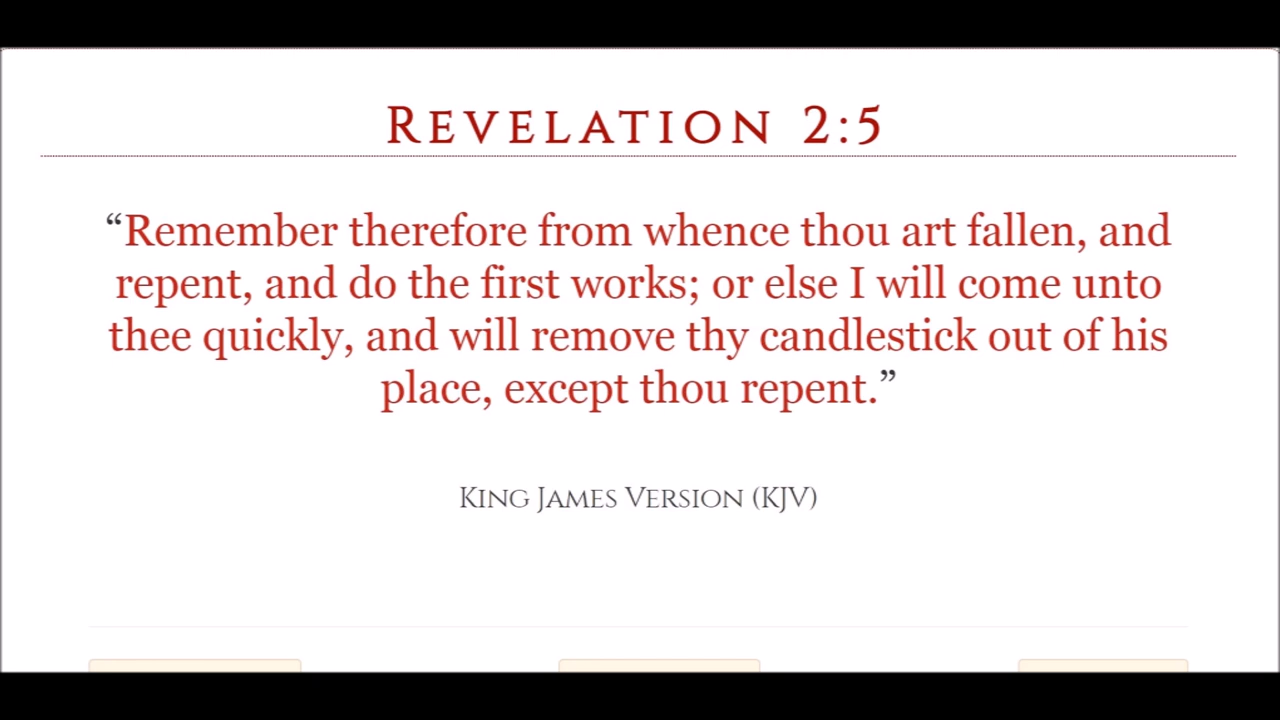 Revelation 2:5
“Remember therefore from whence thou art fallen, and
repent, and do the first works; or else I will come unto
thee quickly, and will remove thy candlestick out of his
place, except thou repent.”
King James Version (KJV)